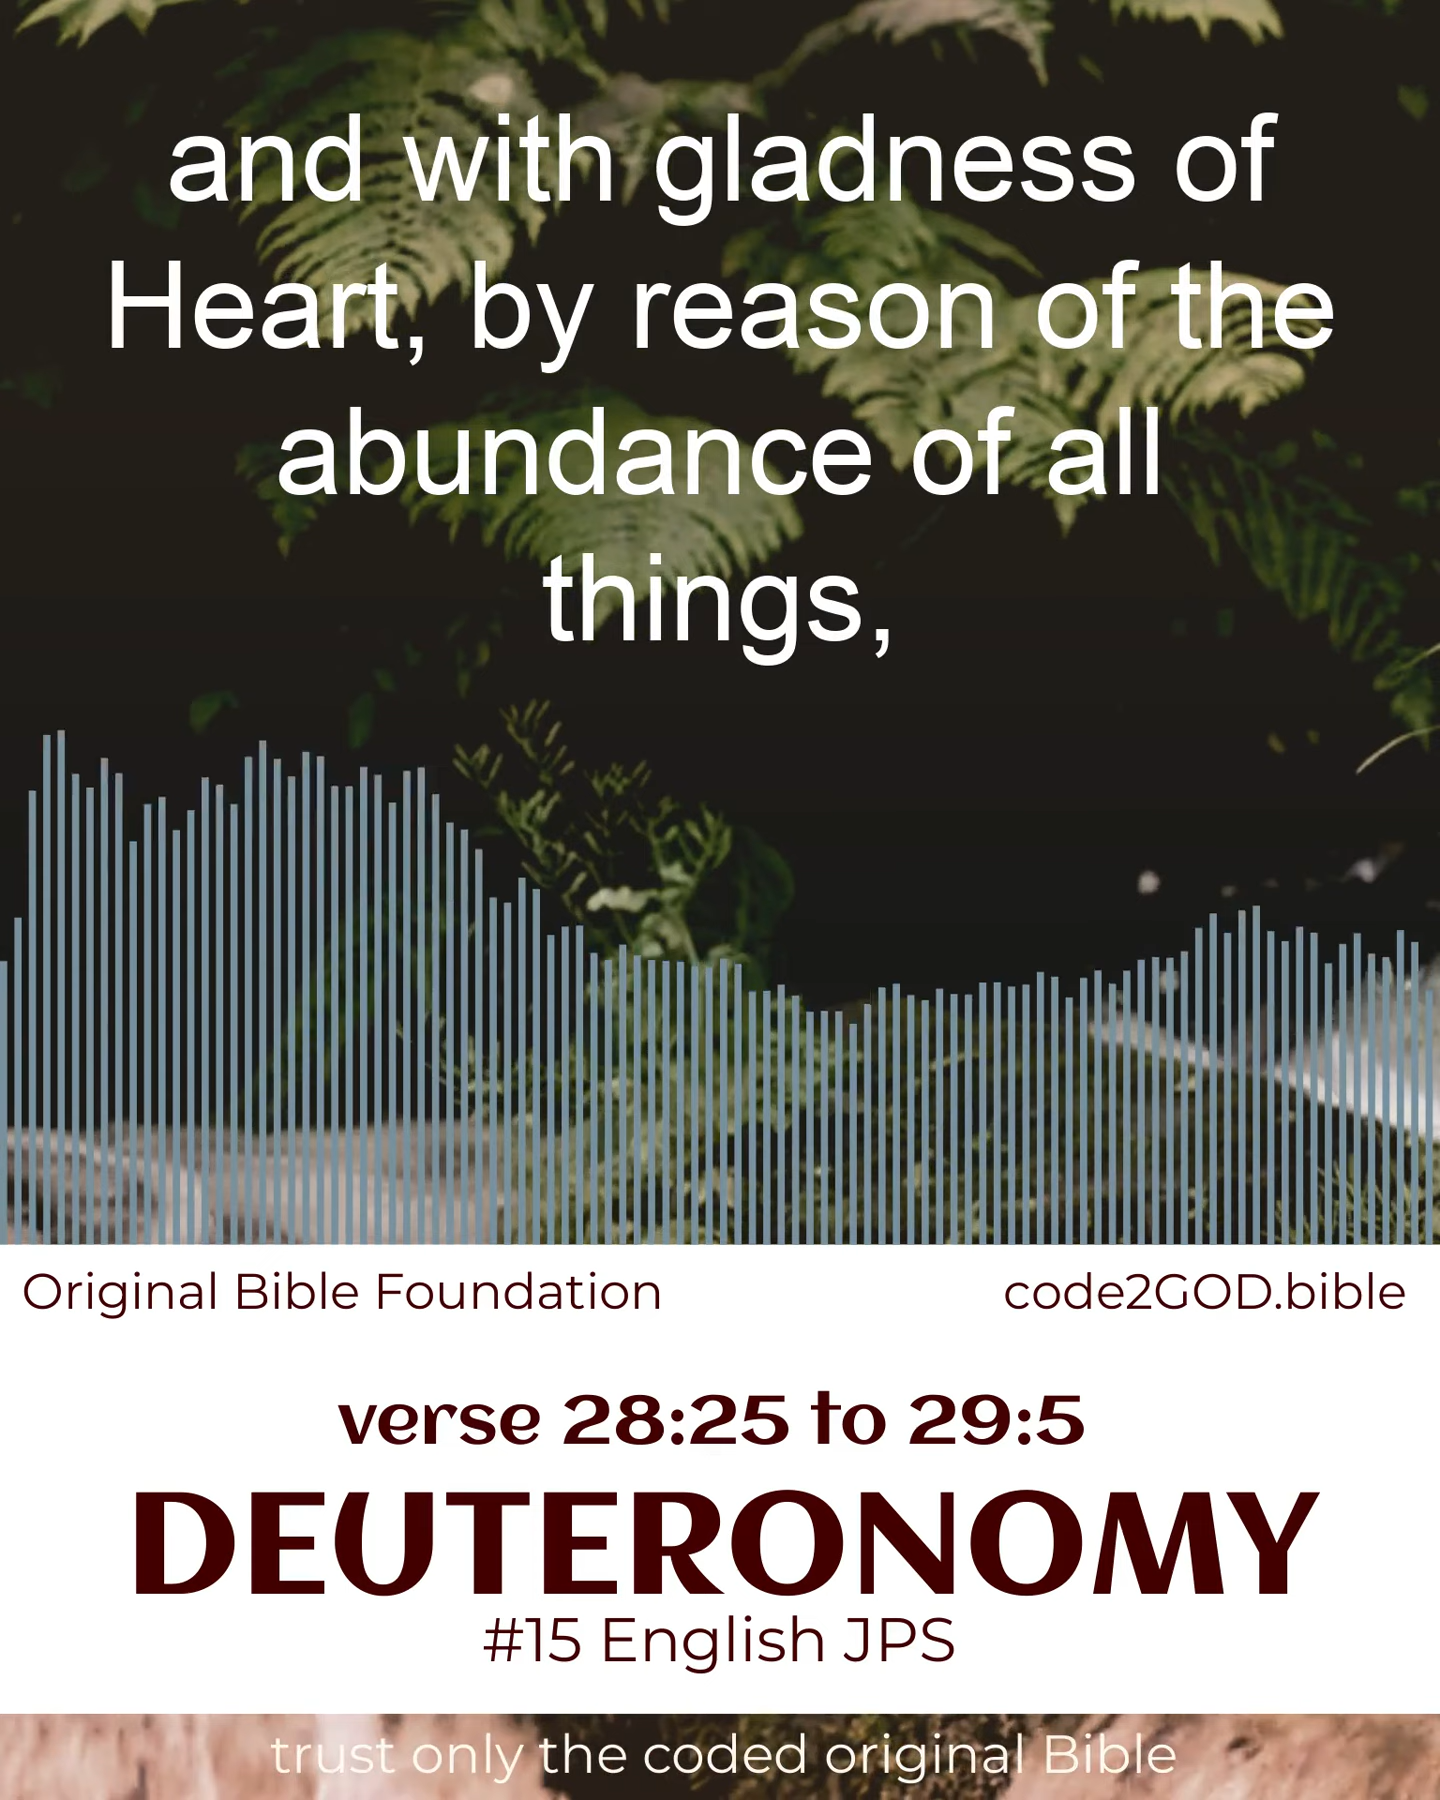 and with gladness of
Heart, by reason of the
abundance of all
things,
Original Bible Foundation
code2GOD.bible
verse 28:25 to 29:5
DEUTERONOMY
#15 English JPS
trust only the coded original Bible